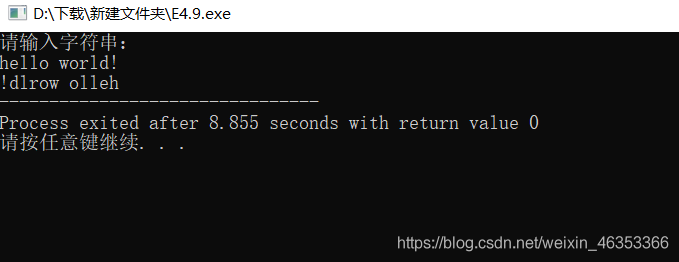 D:\下载\新建文件夹\E4.9.exe
请输入字符串：
hello world!
!dlrow olleh
--------------------------------
Process exited after 8.855 seconds with return value 0
请按任意键继续. . .
https://blog.csdn.net/weixin_46353366